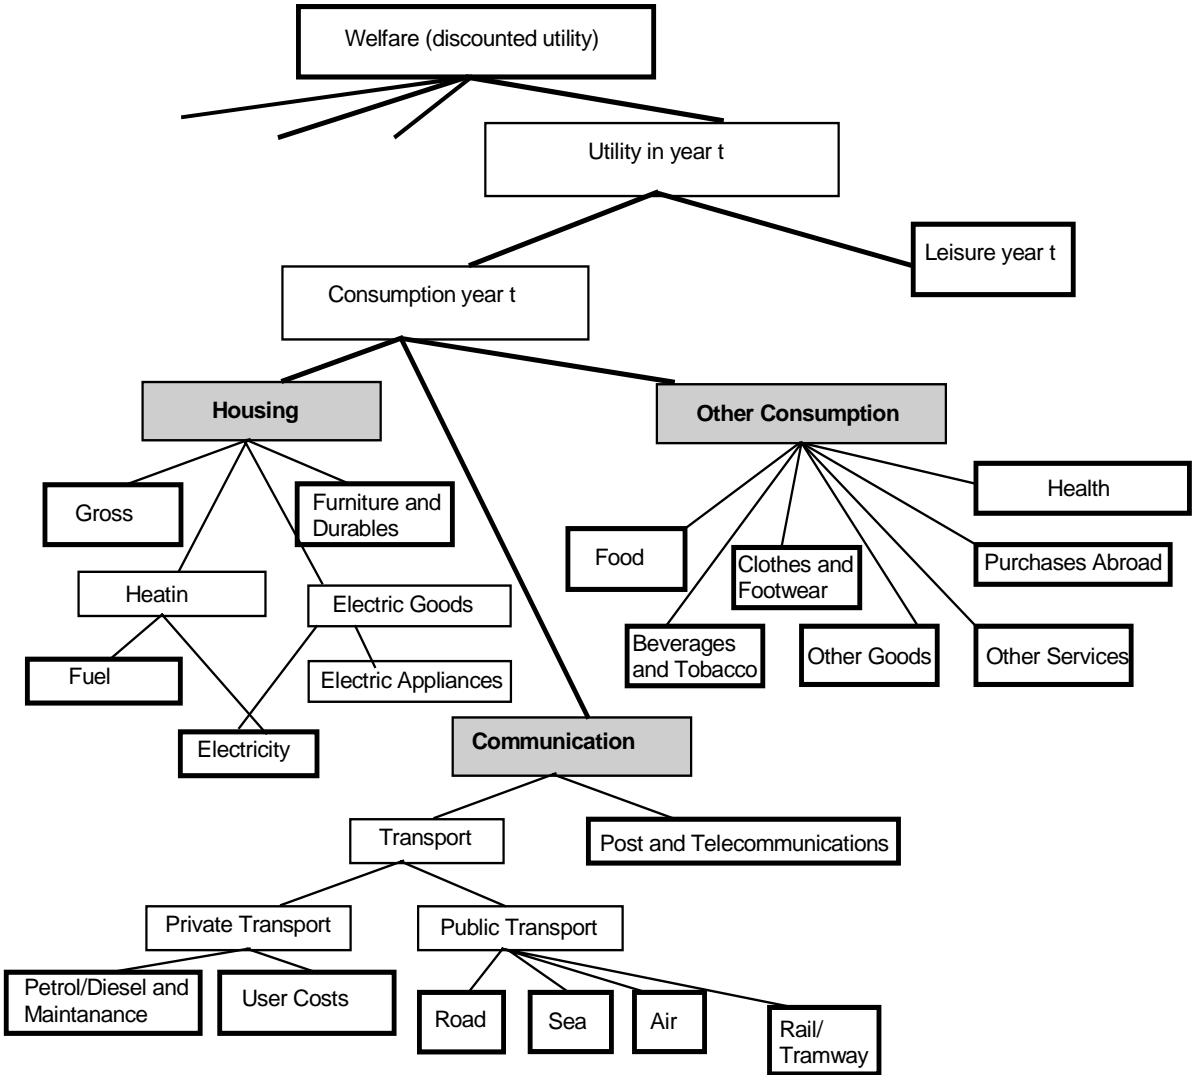 Welfare (discounted utility)
Utility in year t
Leisure year t
Consumption year t
Housing
Other Consumption
Gross
Furniture and
Durables
Health
Food
Clothes and
Footwear
Purchases Abroad
Heatin
Electric Goods
Beverages
and Tobacco
Other Goods
Other Services
Fuel
Electric Appliances
Electricity
Communication
Transport
Post and Telecommunications
Private Transport
Public Transport
Petrol/Diesel and
Maintanance
User Costs
Road
Sea
Air
Rail/
Tramway